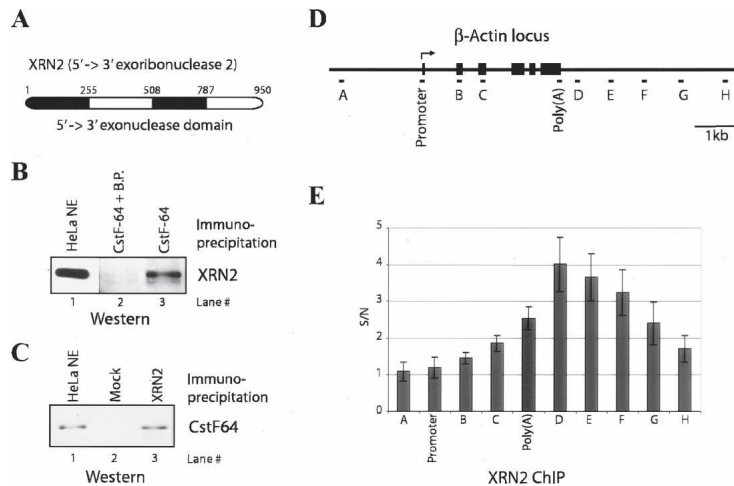 A
XRN2 (5'-> 3' exoribonuclease 2)
1 255 508 787 950
5'-> 3' exonuclease domain
B
HeLa NE
CstF-64 + B.P.
CstF-64
Immuno-
precipitation
XRN2
1 2 3 Lane #
Western
C
HeLa NE
Mock
XRN2
Immuno-
precipitation
CstF64
1 2 3 Lane #
Western
D
β-Actin locus
A Promoter B C Poly(A) D E F G H
1kb
E
S/N
5
4
3
2
1
0
A Promoter B C Poly(A) D E F G H
XRN2 ChIP